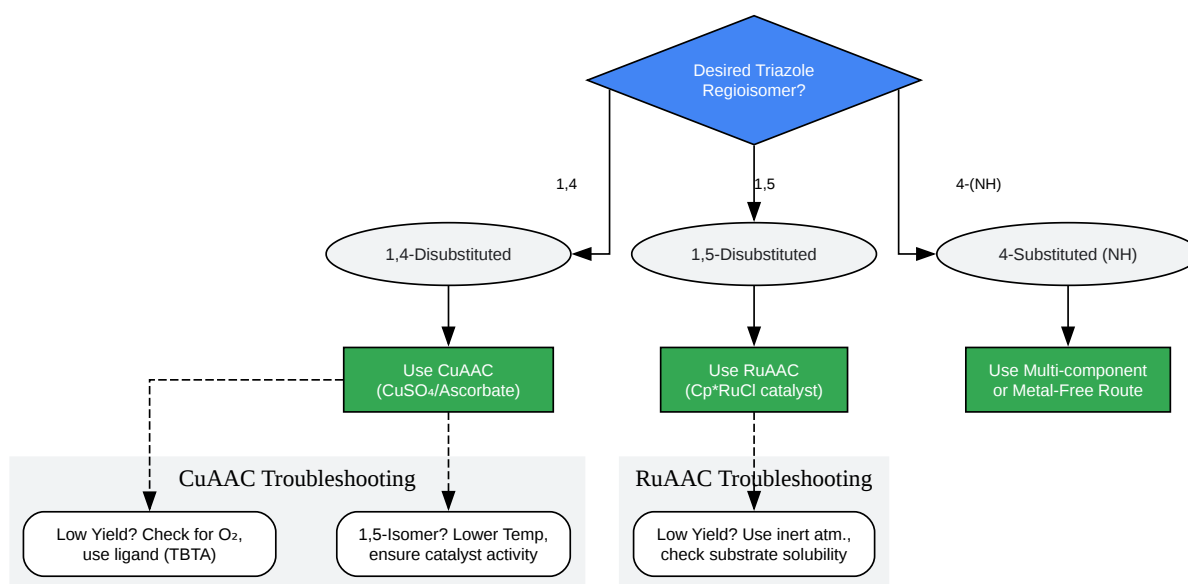 Desired Triazole
Regioisomer?
1,4
1,5
4-(NH)
1,4-Disubstituted
1,5-Disubstituted
4-Substituted (NH)
Use CuAAC
(CuSO₄/Ascorbate)
Use RuAAC
(Cp*RuCl catalyst)
Use Multi-component
or Metal-Free Route
CuAAC Troubleshooting
RuAAC Troubleshooting
Low Yield? Check for O₂,
use ligand (TBTA)
1,5-Isomer? Lower Temp,
ensure catalyst activity
Low Yield? Use inert atm.,
check substrate solubility